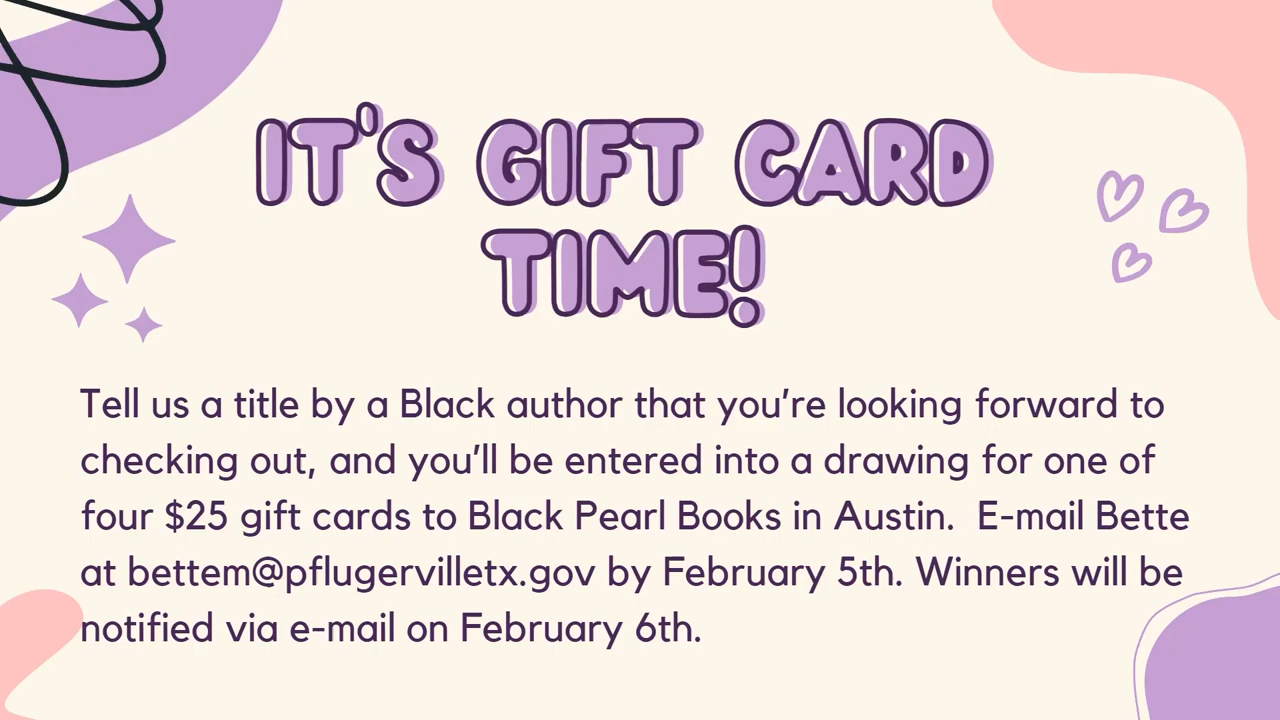 IT'S GIFT CARD
TIME!
Tell us a title by a Black author that you’re looking forward to
checking out, and you’ll be entered into a drawing for one of
four $25 gift cards to Black Pearl Books in Austin.  E-mail Bette
at bettem@pflugervilletx.gov by February 5th. Winners will be
notified via e-mail on February 6th.